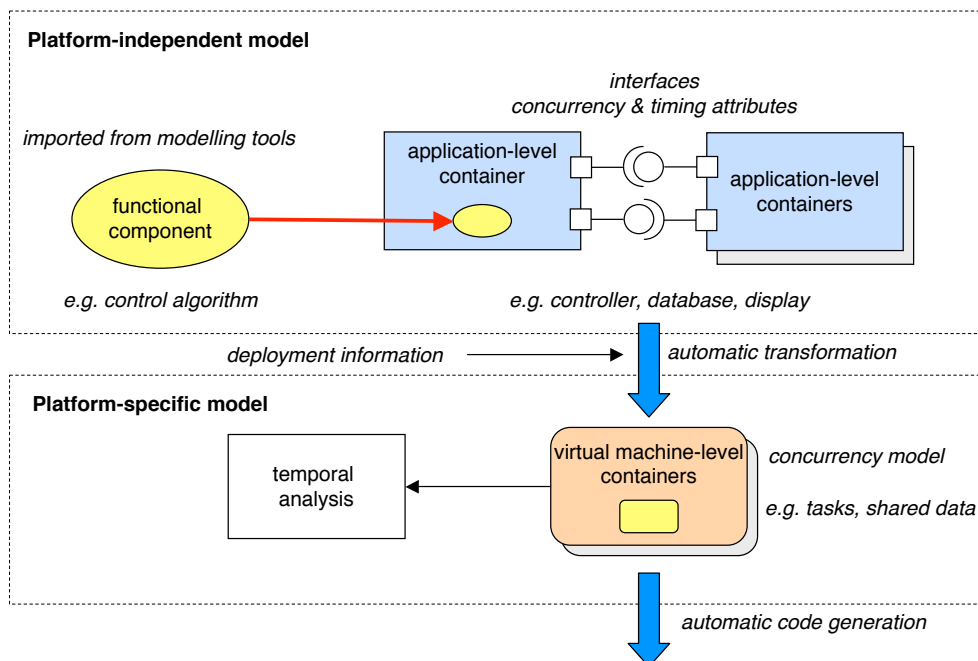 Platform-independent model
interfaces
concurrency & timing attributes
imported from modelling tools
application-level
container
application-level
containers
functional
component
e.g. control algorithm
e.g. controller, database, display
deployment information
automatic transformation
Platform-specific model
virtual machine-level
containers
concurrency model
temporal
analysis
e.g. tasks, shared data
automatic code generation